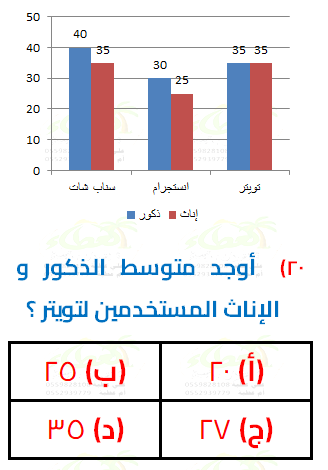 50
40
30
20
10
0
40 35
30 25
35 35
سناب شات انستجرام تويتر
ذكور إناث
٢٠) أوجد متوسط الذكور و
الإناث المستخدمين لتويتر ؟
(أ) ٢٠ (ب) ٢٥
(ج) ٢٧ (د) ٣٥